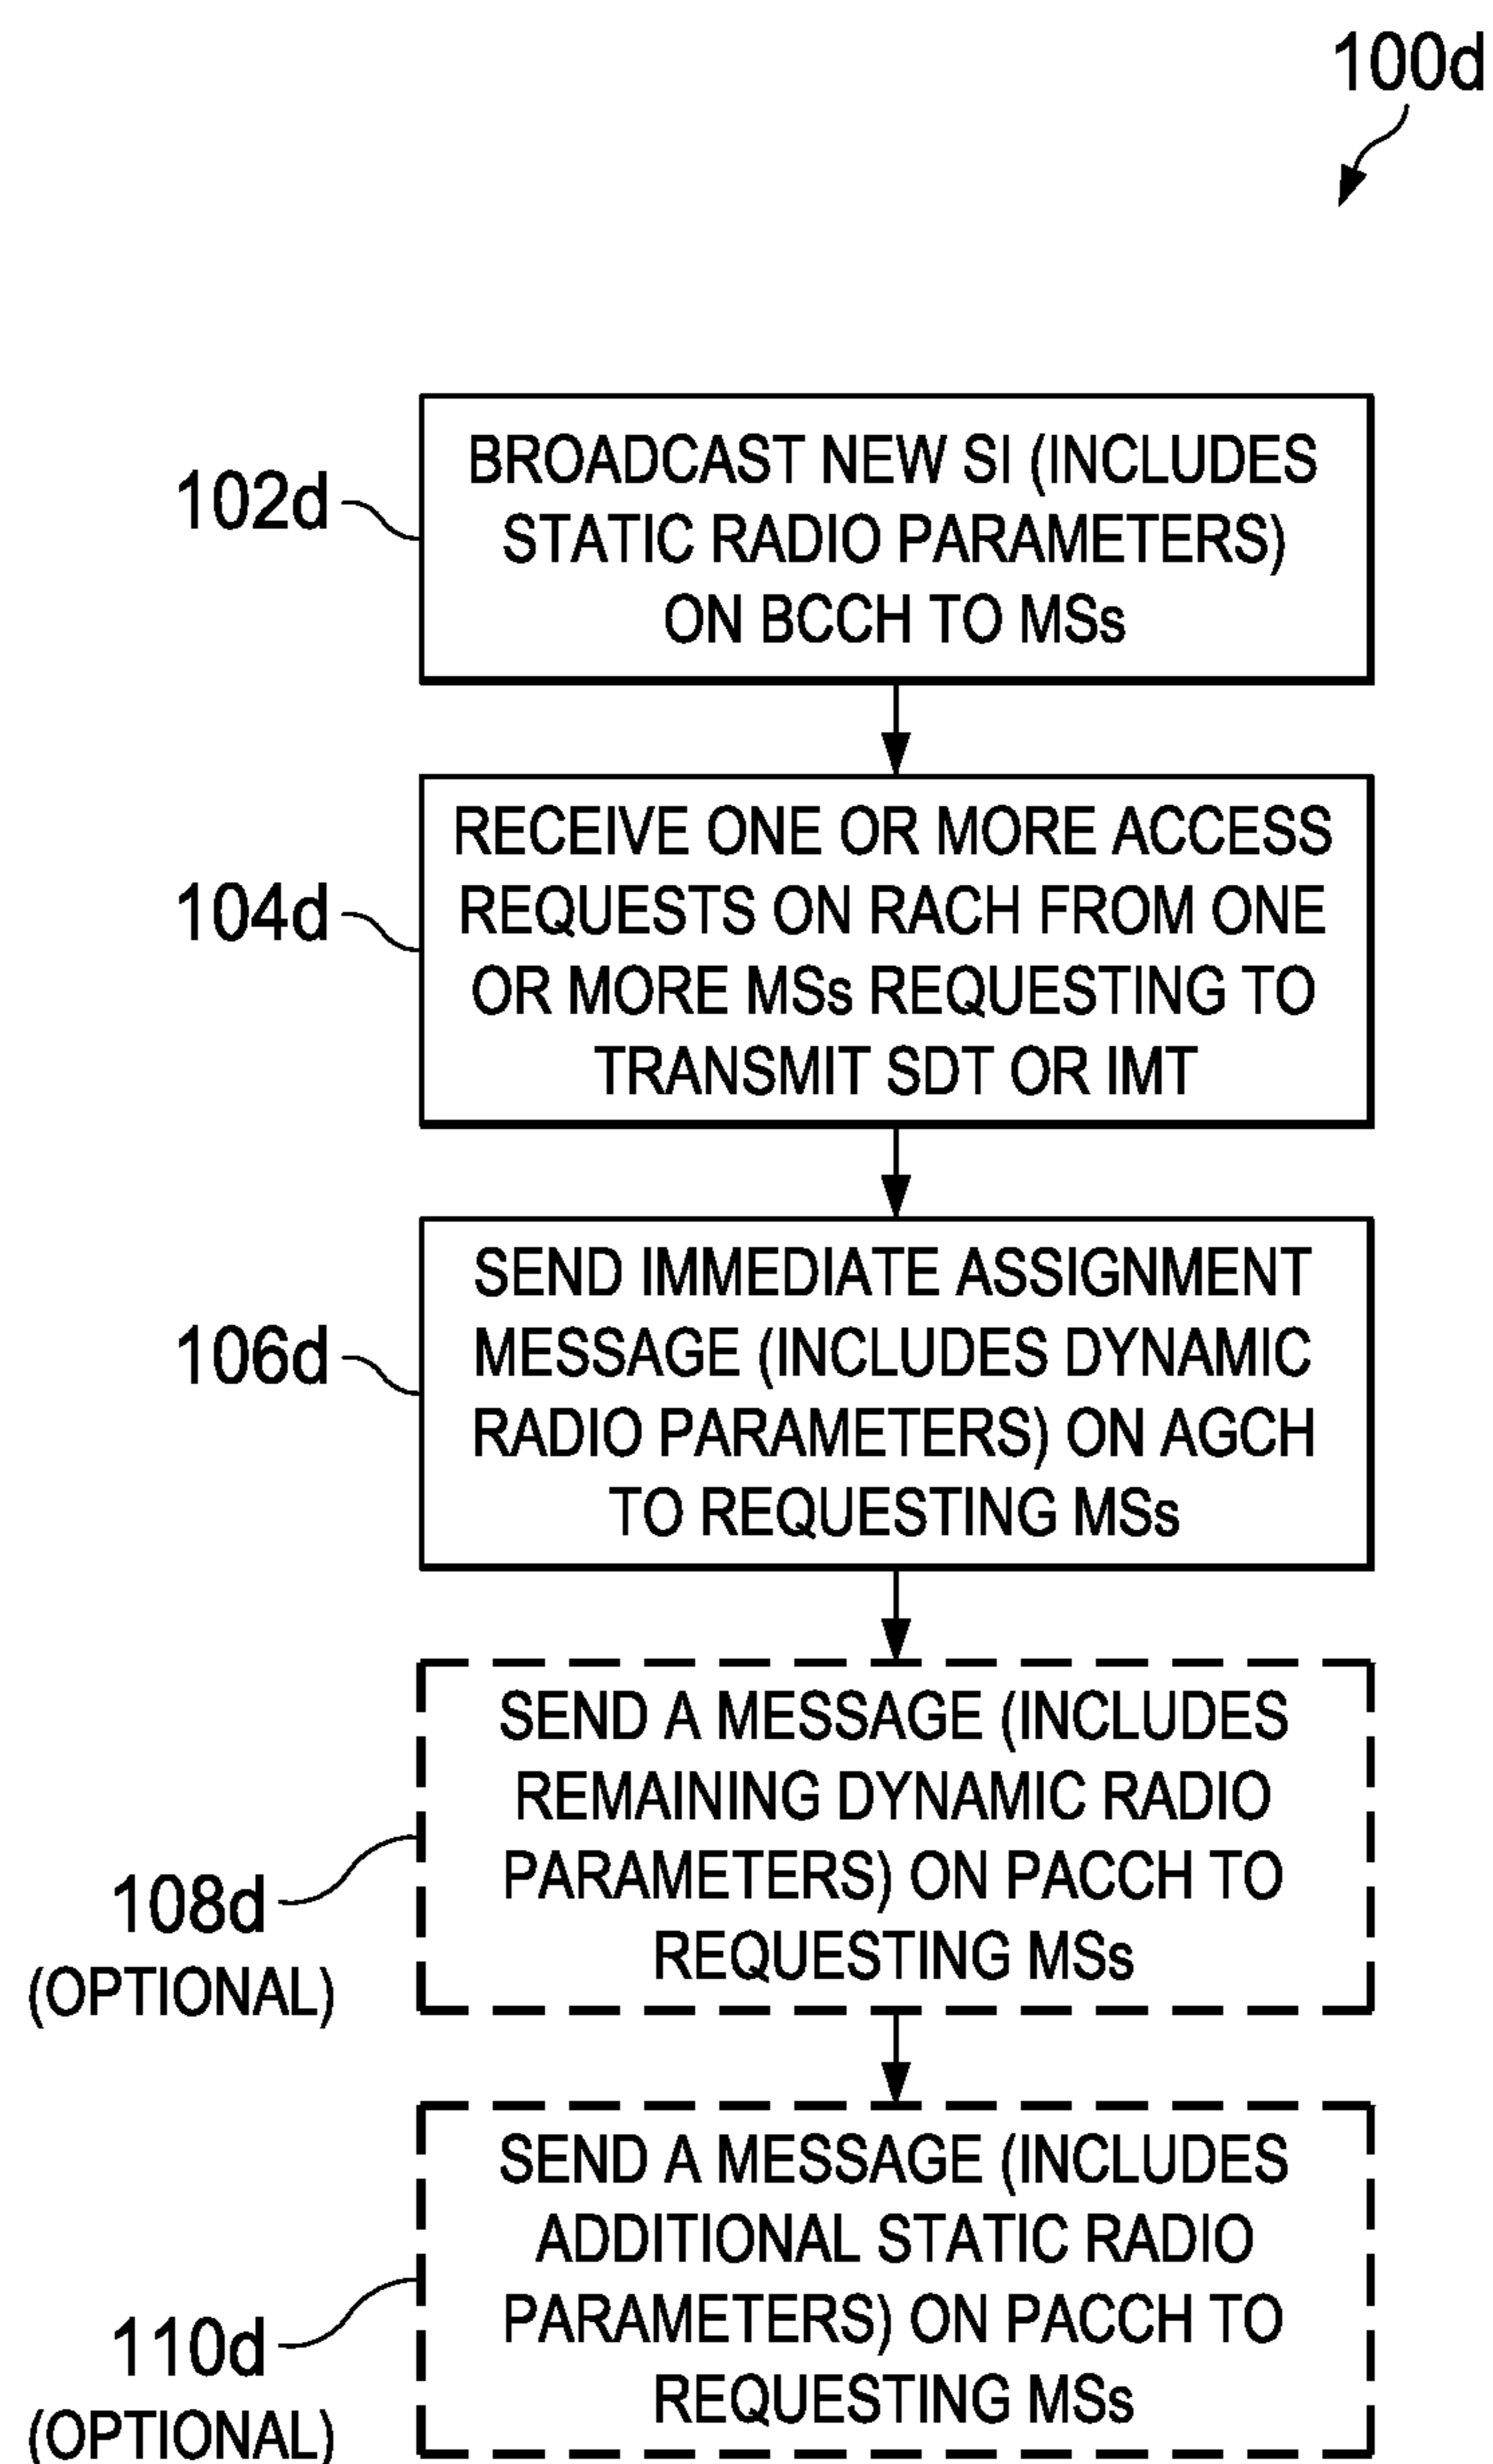 100d
102d
BROADCAST NEW SI (INCLUDES
STATIC RADIO PARAMETERS)
ON BCCH TO MSs
104d
RECEIVE ONE OR MORE ACCESS
REQUESTS ON RACH FROM ONE
OR MORE MSs REQUESTING TO
TRANSMIT SDT OR IMT
106d
SEND IMMEDIATE ASSIGNMENT
MESSAGE (INCLUDES DYNAMIC
RADIO PARAMETERS) ON AGCH
TO REQUESTING MSs
108d
(OPTIONAL)
SEND A MESSAGE (INCLUDES
REMAINING DYNAMIC RADIO
PARAMETERS) ON PACCH TO
REQUESTING MSs
110d
(OPTIONAL)
SEND A MESSAGE (INCLUDES
ADDITIONAL STATIC RADIO
PARAMETERS) ON PACCH TO
REQUESTING MSs